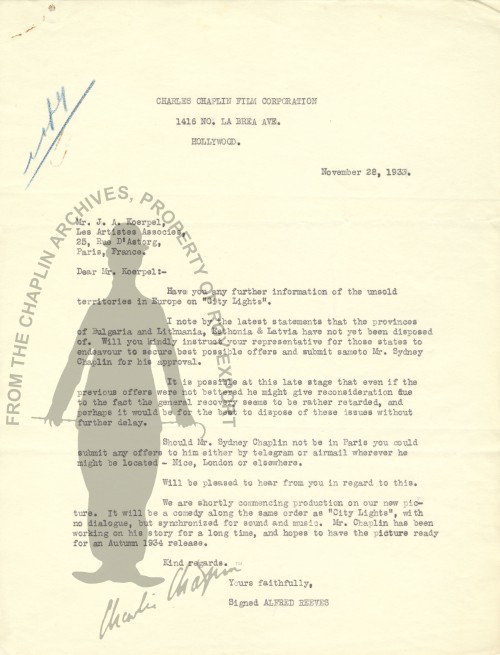 CHARLES CHAPLIN FILM CORPORATION
1416 NO. LA BREA AVE.
HOLLYWOOD.
November 28, 1933.
Mr. J. A. Koerpel,
Les Artistes Associes,
25, Rue D'Astorg,
Paris, France.
Dear Mr. Koerpel:-
Have you any further information of the unsold
territories in Europe on "City Lights".
I note by the latest statements that the provinces
of Bulgaria and Lithuania, Esthonia & Latvia have not yet been disposed
of. Will you kindly instruct your representative for those states to
endeavour to secure best possible offers and submit sameto Mr. Sydney
Chaplin for his approval.
It is possible at this late stage that even if the
previous offers were not bettered he might give reconsideration due
to the fact the general recovery seems to be rather retarded, and
perhaps it would be for the best to dispose of these issues without
further delay.
Should Mr. Sydney Chaplin not be in Paris you could
submit any offers to him either by telegram or airmail wherever he
might be located - Nice, London or elsewhere.
Will be pleased to hear from you in regard to this.
We are shortly commencing production on our new pic-
ture. It will be a comedy along the same order as "City Lights", with
no dialogue, but synchronized for sound and music. Mr. Chaplin has been
working on his story for a long time, and hopes to have the picture ready
for an Autumn 1934 release.
Kind regards.
Yours faithfully,
Signed ALFRED REEVES
FROM THE CHAPLIN ARCHIVES, PROPERTY OF ROY EXPORT
Charlie Chaplin